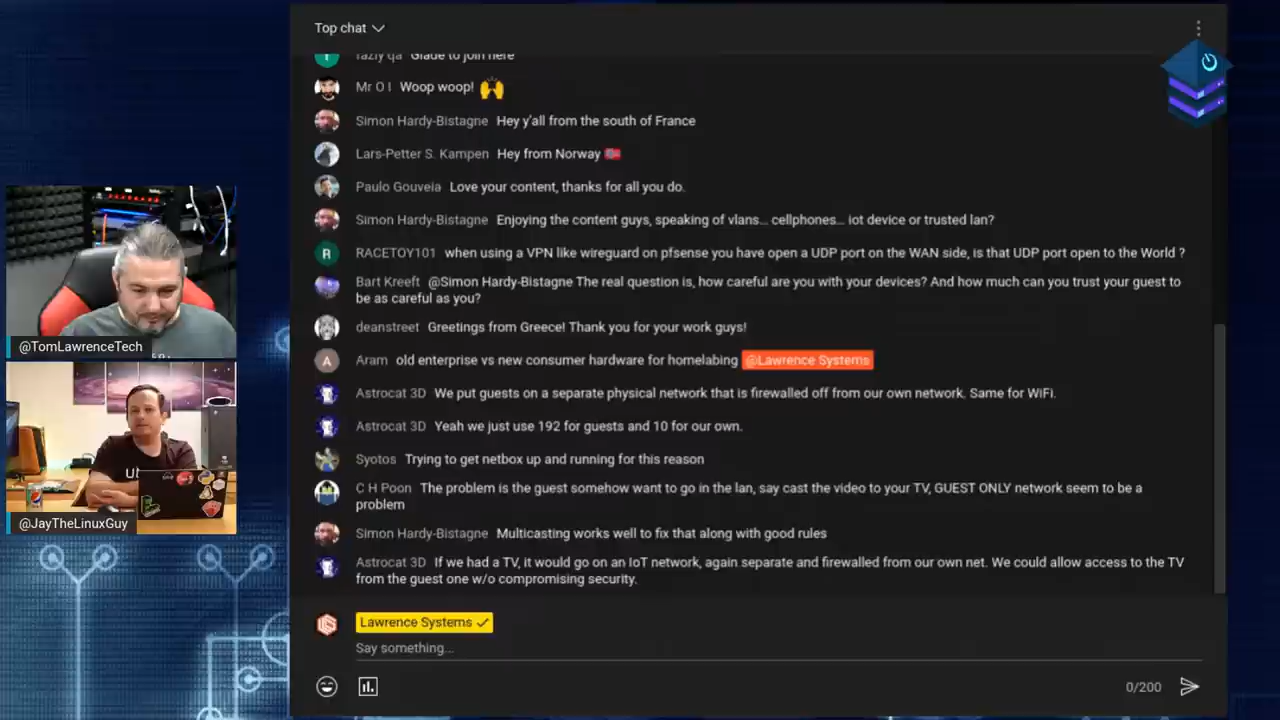 Top chat
fazly qa Glade to join here
Mr O I Woop woop! 🙌
Simon Hardy-Bistagne Hey y'all from the south of France
Lars-Petter S. Kampen Hey from Norway 🇳🇴
Paulo Gouveia Love your content, thanks for all you do.
Simon Hardy-Bistagne Enjoying the content guys, speaking of vlans... cellphones... iot device or trusted lan?
R RACETOY101 when using a VPN like wireguard on pfsense you have open a UDP port on the WAN side, is that UDP port open to the World ?
Bart Kreeft @Simon Hardy-Bistagne The real question is, how careful are you with your devices? And how much can you trust your guest to
be as careful as you?
deanstreet Greetings from Greece! Thank you for your work guys!
A Aram old enterprise vs new consumer hardware for homelabing @Lawrence Systems
Astrocat 3D We put guests on a separate physical network that is firewalled off from our own network. Same for WiFi.
Astrocat 3D Yeah we just use 192 for guests and 10 for our own.
Syotos Trying to get netbox up and running for this reason
C H Poon The problem is the guest somehow want to go in the lan, say cast the video to your TV, GUEST ONLY network seem to be a
problem
Simon Hardy-Bistagne Multicasting works well to fix that along with good rules
Astrocat 3D If we had a TV, it would go on an IoT network, again separate and firewalled from our own net. We could allow access to the TV
from the guest one w/o compromising security.
Lawrence Systems
Say something...
0/200
@TomLawrenceTech
@JayTheLinuxGuy